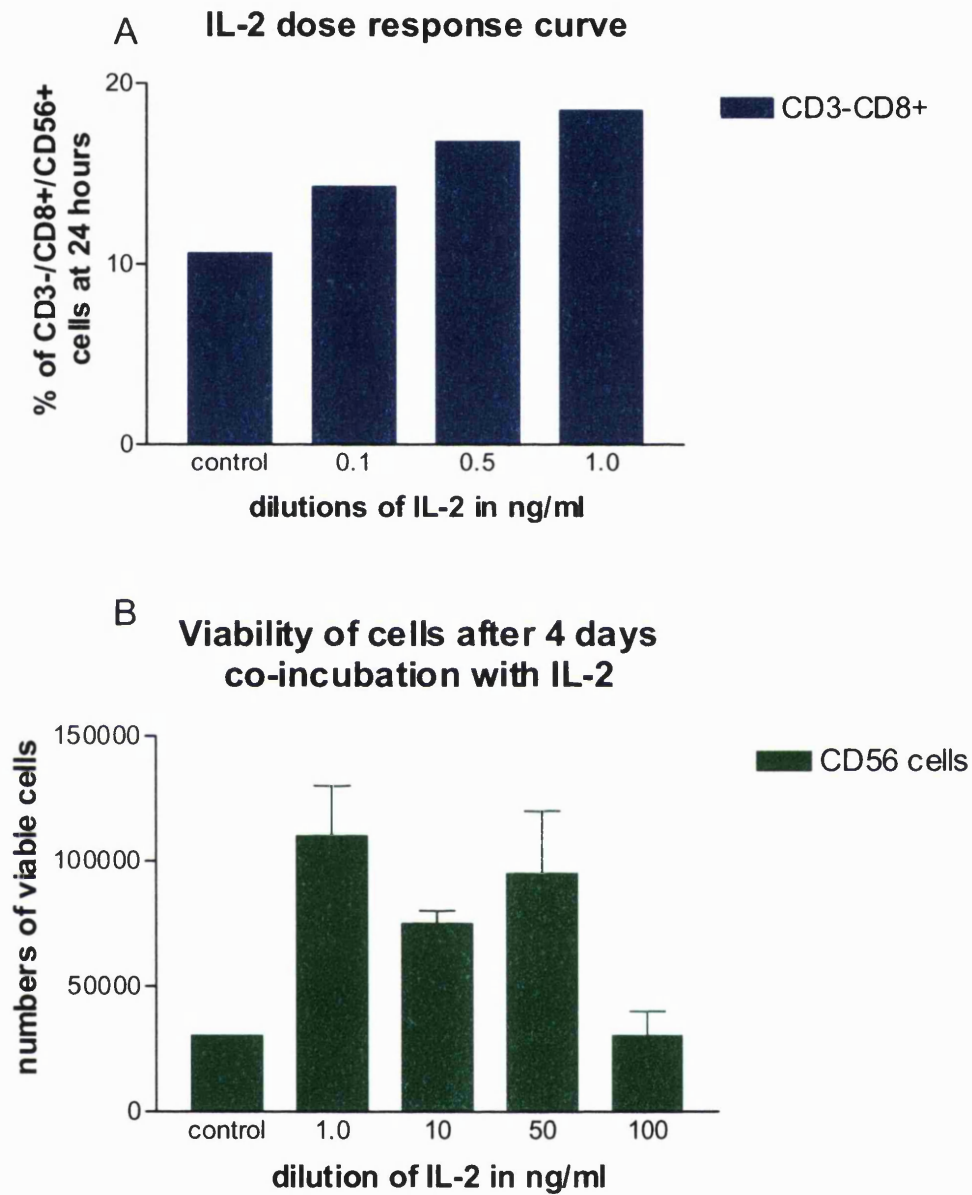 A
IL-2 dose response curve
% of CD3-/CD8+/CD56+
cells at 24 hours
20
10
0
CD3-CD8+
control 0.1 0.5 1.0
dilutions of IL-2 in ng/ml
B
Viability of cells after 4 days
co-incubation with IL-2
numbers of viable cells
150000
100000
50000
0
CD56 cells
control 1.0 10 50 100
dilution of IL-2 in ng/ml